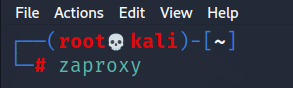 File Actions Edit View Help
┌──(root💀kali)-[~]
└─# zaproxy